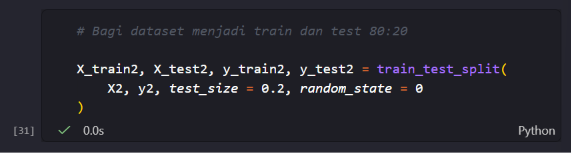 # Bagi dataset menjadi train dan test 80:20
X_train2, X_test2, y_train2, y_test2 = train_test_split(
X2, y2, test_size = 0.2, random_state = 0
)
[31] 0.0s Python